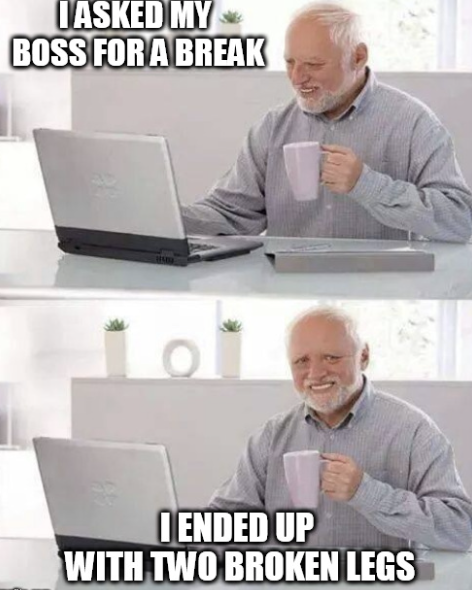 I ASKED MY
BOSS FOR A BREAK
I ENDED UP
WITH TWO BROKEN LEGS